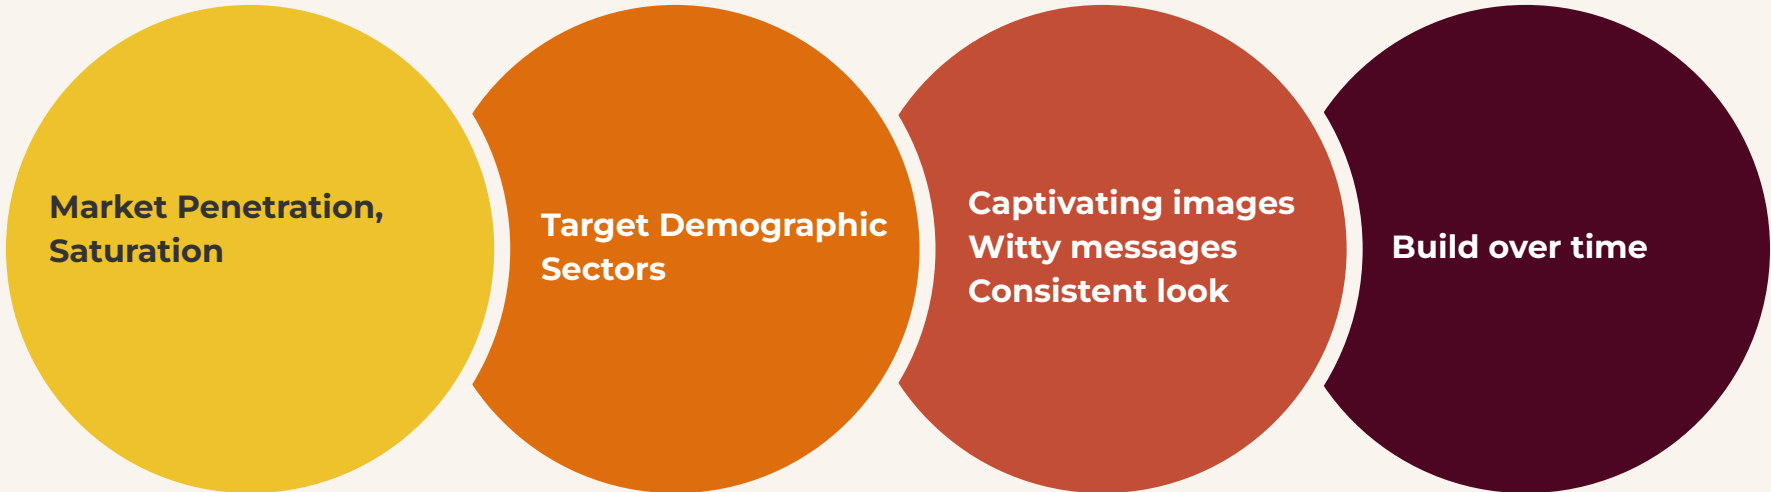 Market Penetration,
Saturation
Target Demographic
Sectors
Captivating images
Witty messages
Consistent look
Build over time